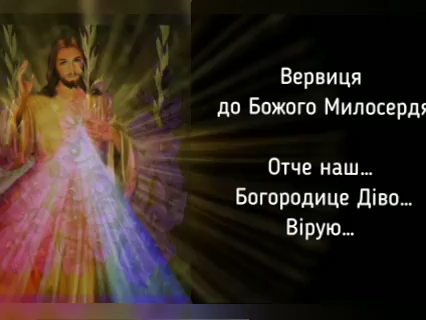 Вервиця
до Божого Милосердя
Отче наш...
Богородице Діво...
Вірую...